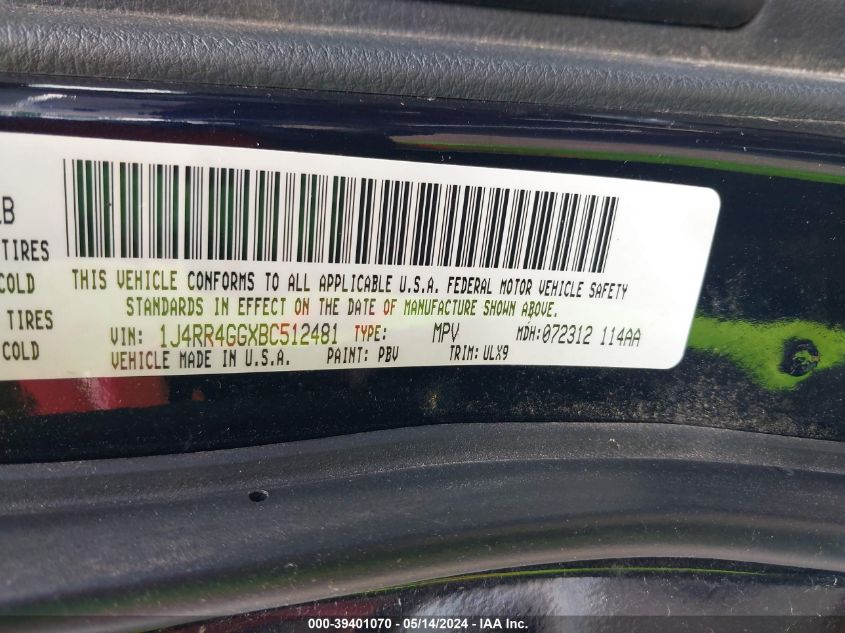 LB
TIRES
COLD
TIRES
COLD
THIS VEHICLE CONFORMS TO ALL APPLICABLE U.S.A. FEDERAL MOTOR VEHICLE SAFETY
STANDARDS IN EFFECT ON THE DATE OF MANUFACTURE SHOWN ABOVE.
VIN: 1J4RR4GGXBC512481 TYPE: MPV MDH:072312 114AA
VEHICLE MADE IN U.S.A. PAINT: PBV TRIM: ULX9
000-39401070 - 05/14/2024 - IAA Inc.